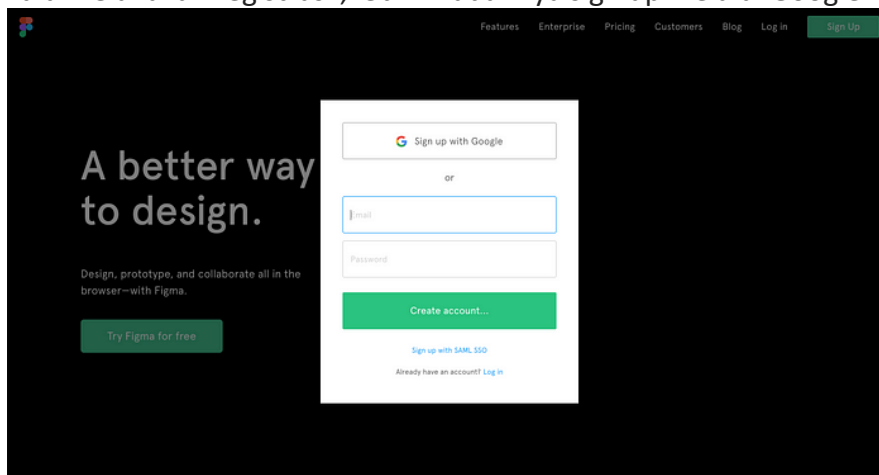 Features Enterprise Pricing Customers Blog Log in Sign Up
Sign up with Google
or
A better way
to design.
Email
Password
Design, prototype, and collaborate all in the
browser—with Figma.
Create account...
Try Figma for free
Sign up with SAML SSO
Already have an account? Log in